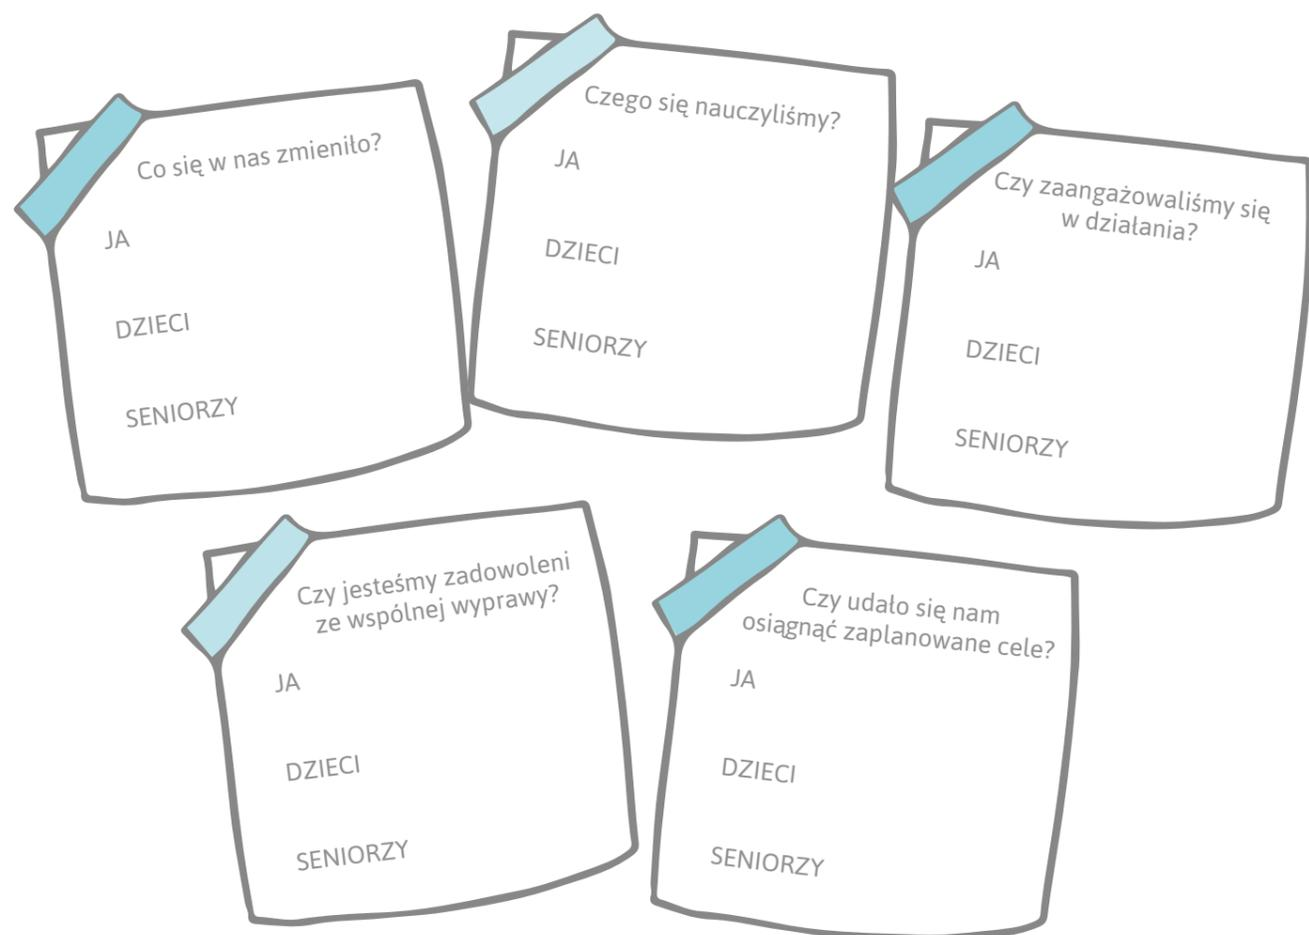 Co się w nas zmieniło?
JA
DZIECI
SENIORZY
Czego się nauczyliśmy?
JA
DZIECI
SENIORZY
Czy zaangażowaliśmy się
w działania?
JA
DZIECI
SENIORZY
Czy jesteśmy zadowoleni
ze wspólnej wyprawy?
JA
DZIECI
SENIORZY
Czy udało się nam
osiągnąć zaplanowane cele?
JA
DZIECI
SENIORZY